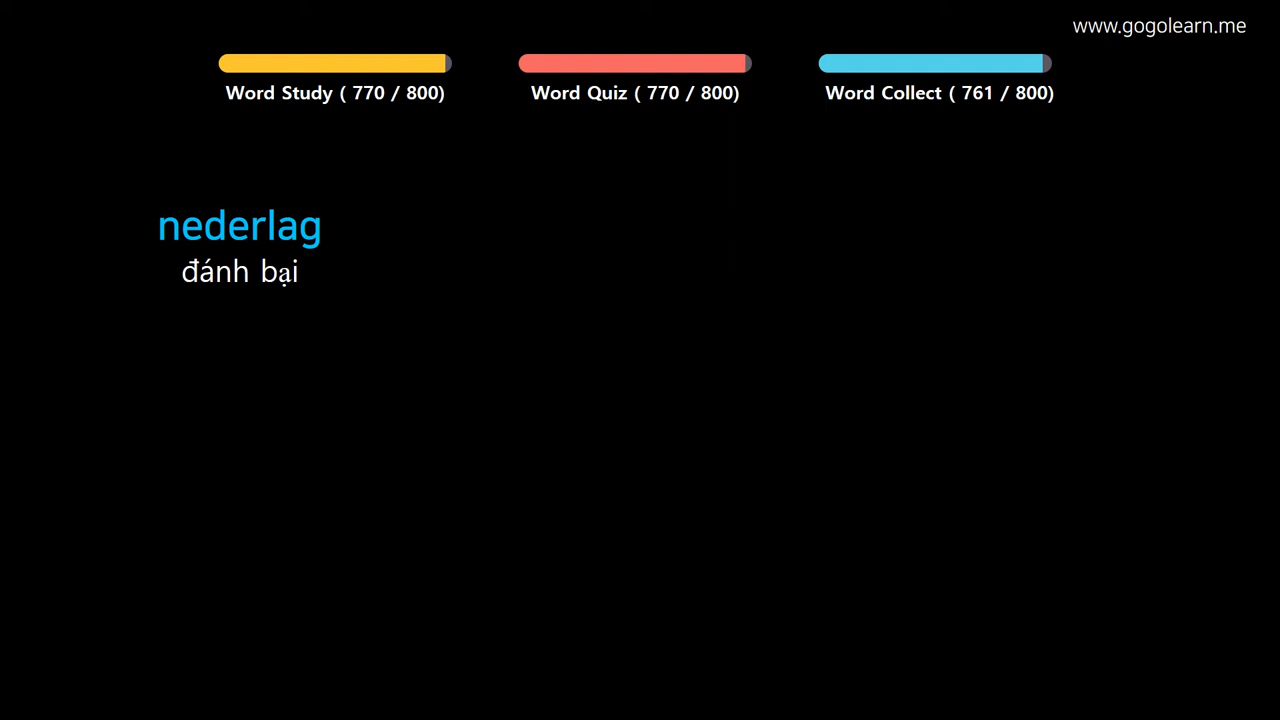 www.gogolearn.me
Word Study ( 770 / 800)
Word Quiz ( 770 / 800)
Word Collect ( 761 / 800)
nederlag
đánh bại